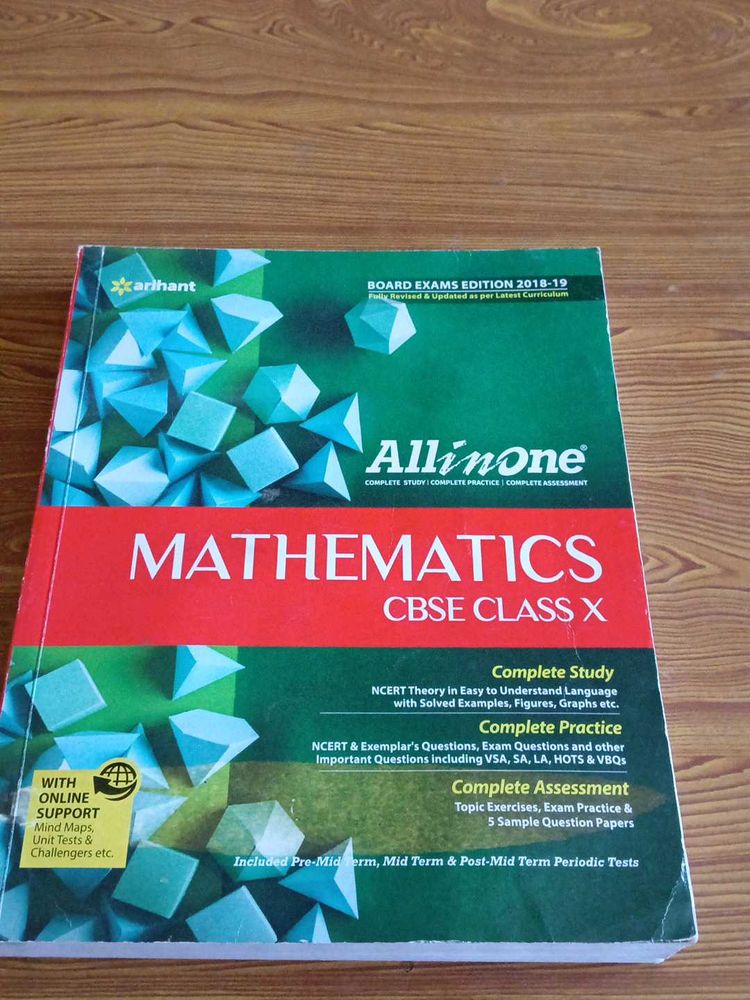 arihant
BOARD EXAMS EDITION 2018-19
Fully Revised & Updated as per Latest Curriculum
All in One®
COMPLETE STUDY | COMPLETE PRACTICE | COMPLETE ASSESSMENT
MATHEMATICS
CBSE CLASS X
Complete Study
NCERT Theory in Easy to Understand Language
with Solved Examples, Figures, Graphs etc.
Complete Practice
NCERT & Exemplar's Questions, Exam Questions and other
Important Questions including VSA, SA, LA, HOTS & VBQs
Complete Assessment
Topic Exercises, Exam Practice &
5 Sample Question Papers
WITH
ONLINE
SUPPORT
Mind Maps,
Unit Tests &
Challengers etc.
Included Pre-Mid Term, Mid Term & Post-Mid Term Periodic Tests